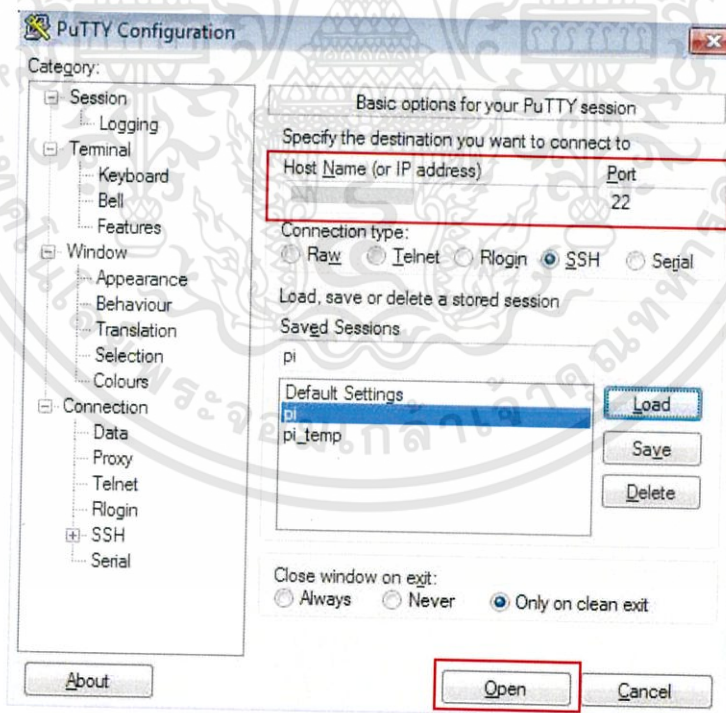 PuTTY Configuration
Category:
Session
Logging
Terminal
Keyboard
Bell
Features
Window
Appearance
Behaviour
Translation
Selection
Colours
Connection
Data
Proxy
Telnet
Rlogin
SSH
Serial
Basic options for your PuTTY session
Specify the destination you want to connect to
Host Name (or IP address) Port
22
Connection type:
Raw Telnet Rlogin SSH Serial
Load, save or delete a stored session
Saved Sessions
pi
Default Settings
pi
pi_temp
Load
Save
Delete
Close window on exit:
Always Never Only on clean exit
About Open Cancel